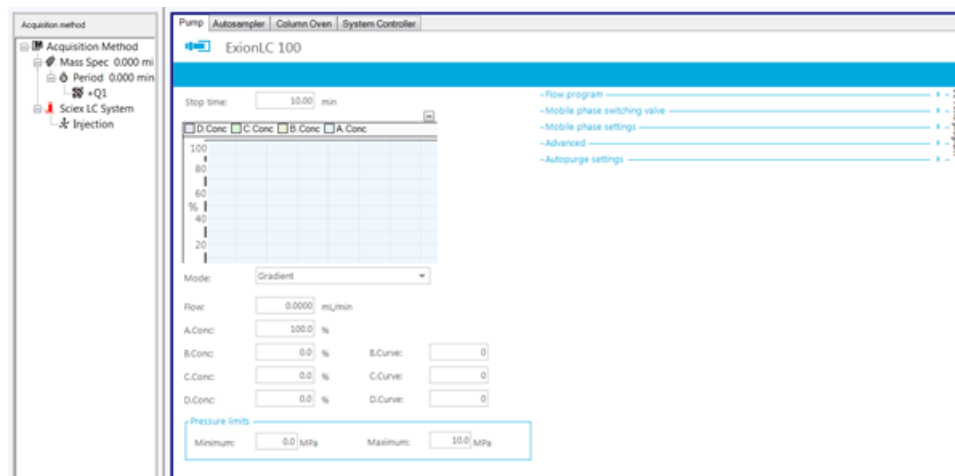 Acquisition method
Acquisition Method
Mass Spec 0.000 mi
Period 0.000 min
+Q1
Sciex LC System
Injection
Pump Autosampler Column Oven System Controller
ExionLC 100
Stop time: 10.00 min
D.Conc C.Conc B.Conc A.Conc
100
80
60
%
40
20
Mode: Gradient
Flow: 0.0000 mL/min
A.Conc: 100.0 %
B.Conc: 0.0 % B.Curve: 0
C.Conc: 0.0 % C.Curve: 0
D.Conc: 0.0 % D.Curve: 0
Pressure limits
Minimum: 0.0 MPa Maximum: 10.0 MPa
Flow program
Mobile phase switching valve
Mobile phase settings
Advanced
Autopurge settings